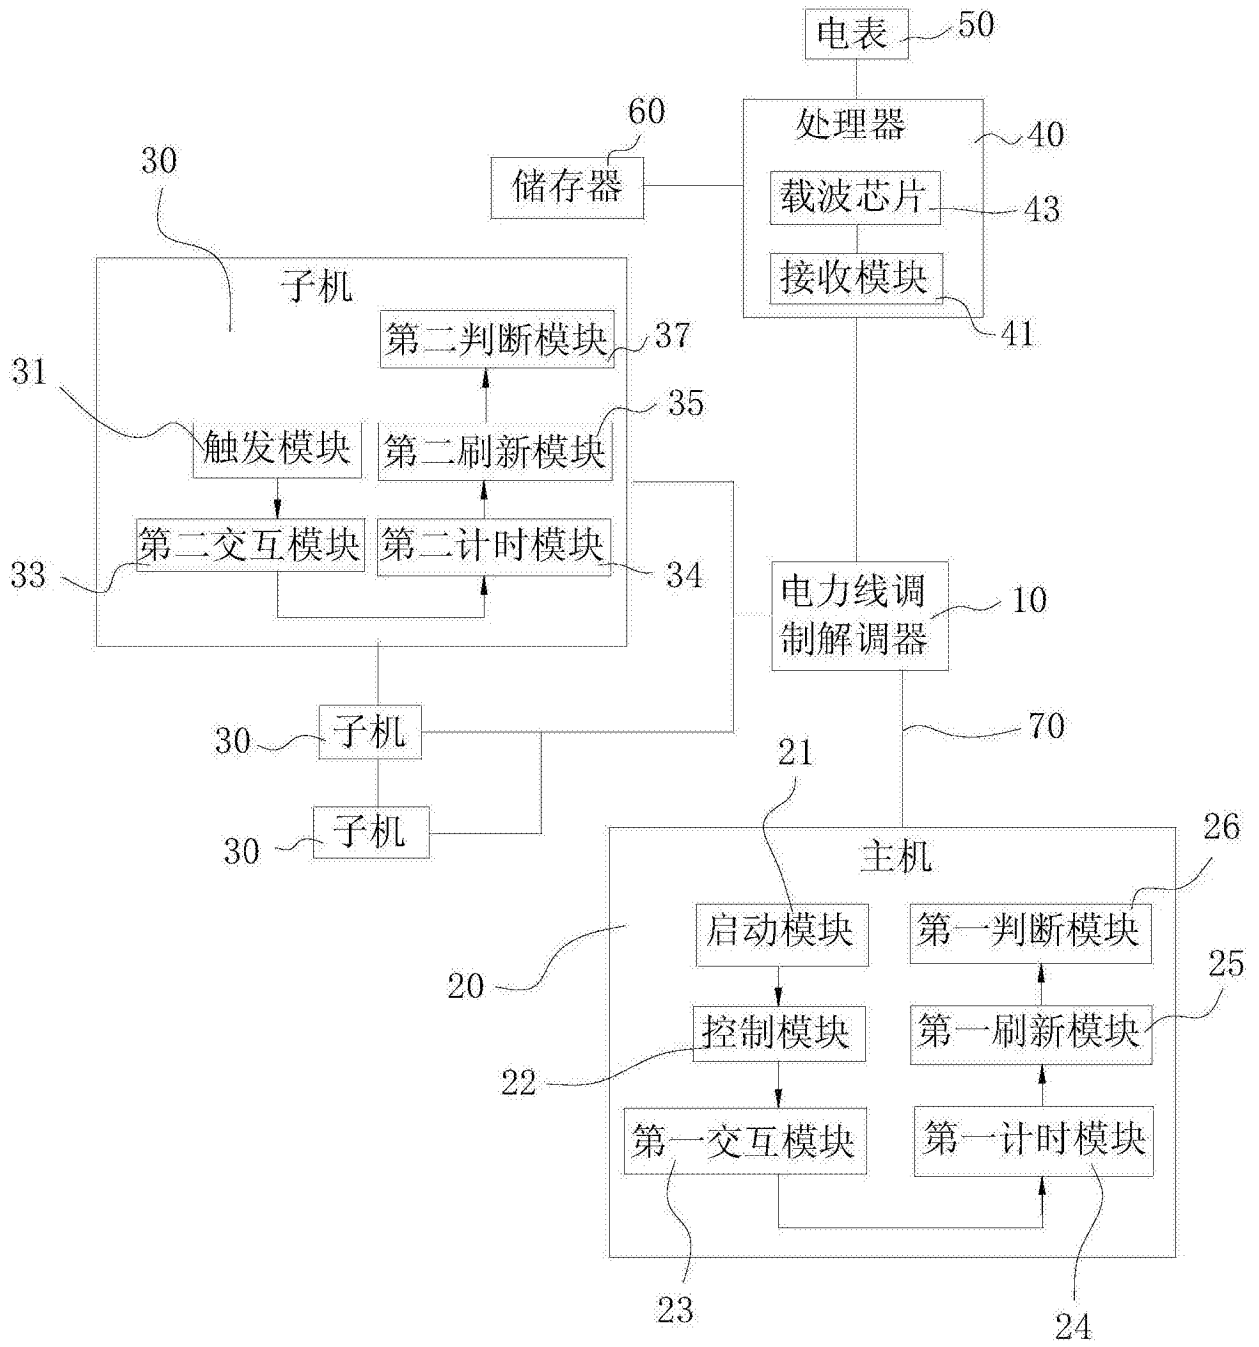 电表
50
处理器
40
60
储存器
载波芯片
43
接收模块
41
30
子机
第二判断模块
37
31
触发模块
第二刷新模块
35
第二交互模块
33
第二计时模块
34
电力线调
制解调器
10
子机
30
70
子机
30
21
主机
26
启动模块
第一判断模块
20
控制模块
22
第一刷新模块
25
第一交互模块
第一计时模块
23
24